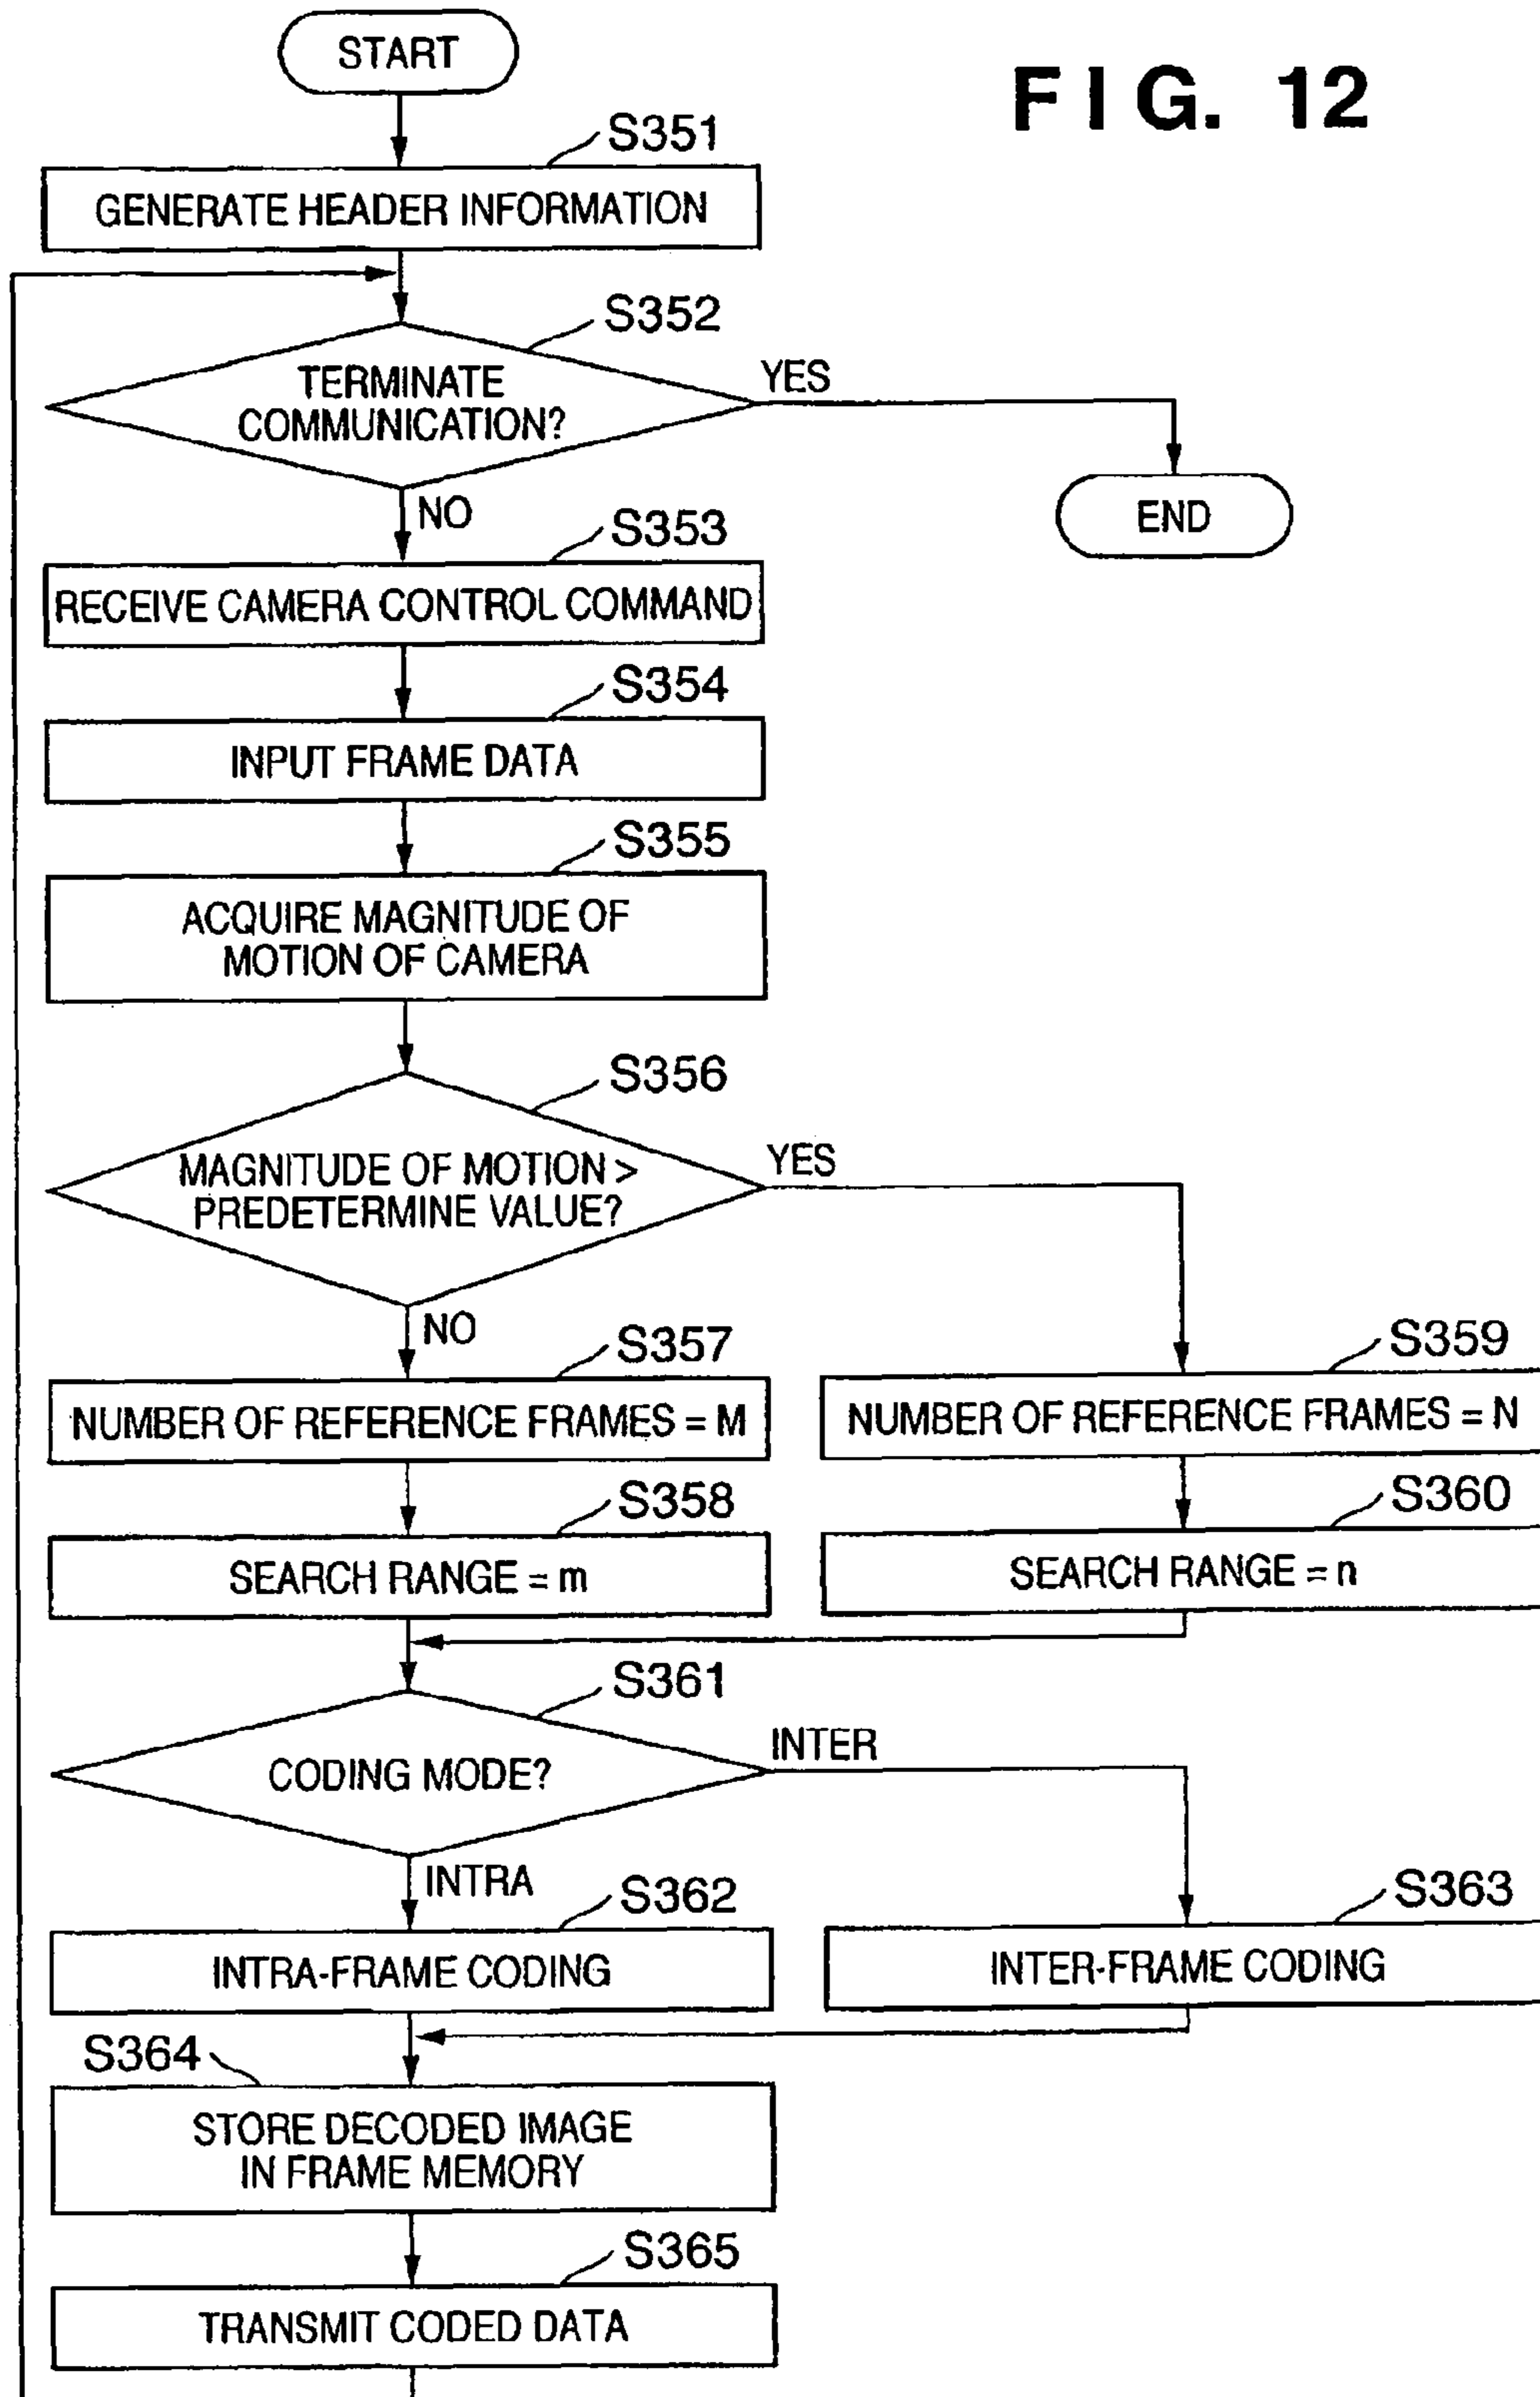 START
FIG. 12
S351
GENERATE HEADER INFORMATION
S352
TERMINATE
COMMUNICATION?
YES
NO
END
S353
RECEIVE CAMERA CONTROL COMMAND
S354
INPUT FRAME DATA
S355
ACQUIRE MAGNITUDE OF
MOTION OF CAMERA
S356
MAGNITUDE OF MOTION >
PREDETERMINE VALUE?
YES
NO
S357
NUMBER OF REFERENCE FRAMES = M
S359
NUMBER OF REFERENCE FRAMES = N
S358
SEARCH RANGE = m
S360
SEARCH RANGE = n
S361
CODING MODE?
INTER
INTRA
S362
INTRA-FRAME CODING
S363
INTER-FRAME CODING
S364
STORE DECODED IMAGE
IN FRAME MEMORY
S365
TRANSMIT CODED DATA